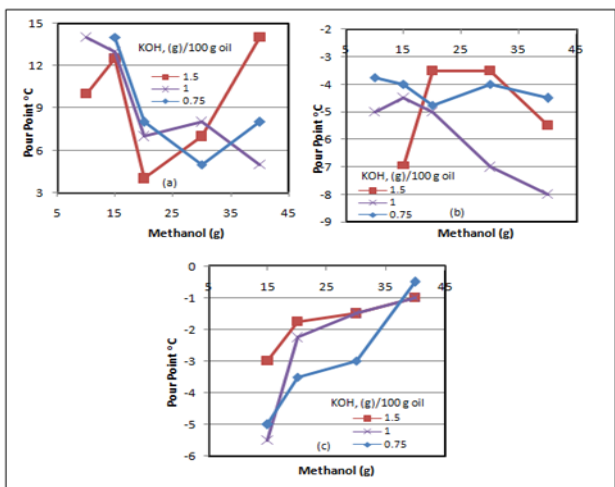 15
12
9
6
3
Pour Point °C
KOH, (g)/100 g oil
1.5
1
0.75
(a)
5 15 25 35 45
Methanol (g)
-2
-3
-4
-5
-6
-7
-8
-9
Pour Point °C
5 15 25 35 45
KOH, (g)/100 g oil
1.5
1
0.75
(b)
Methanol (g)
0
-1
-2
-3
-4
-5
-6
Pour Point °C
5 15 25 35 45
KOH, (g)/100 g oil
1.5
1
0.75
(c)
Methanol (g)